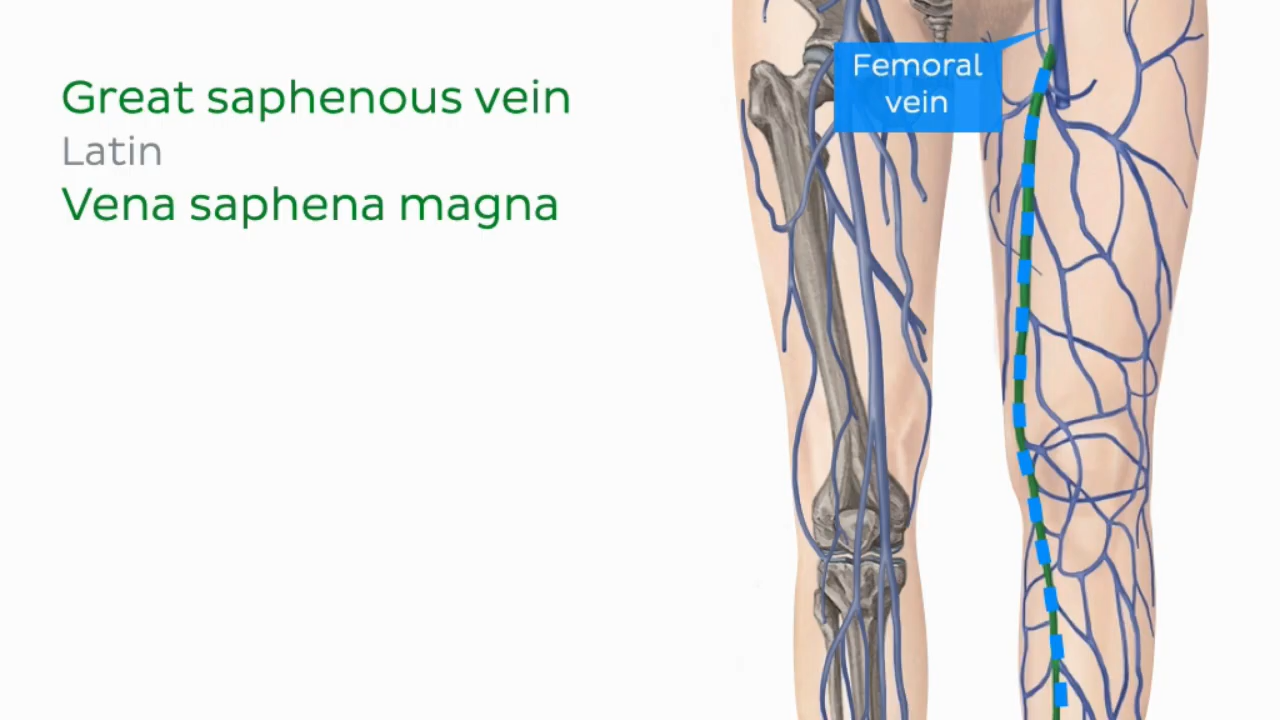 Great saphenous vein
Latin
Vena saphena magna
Femoral
vein